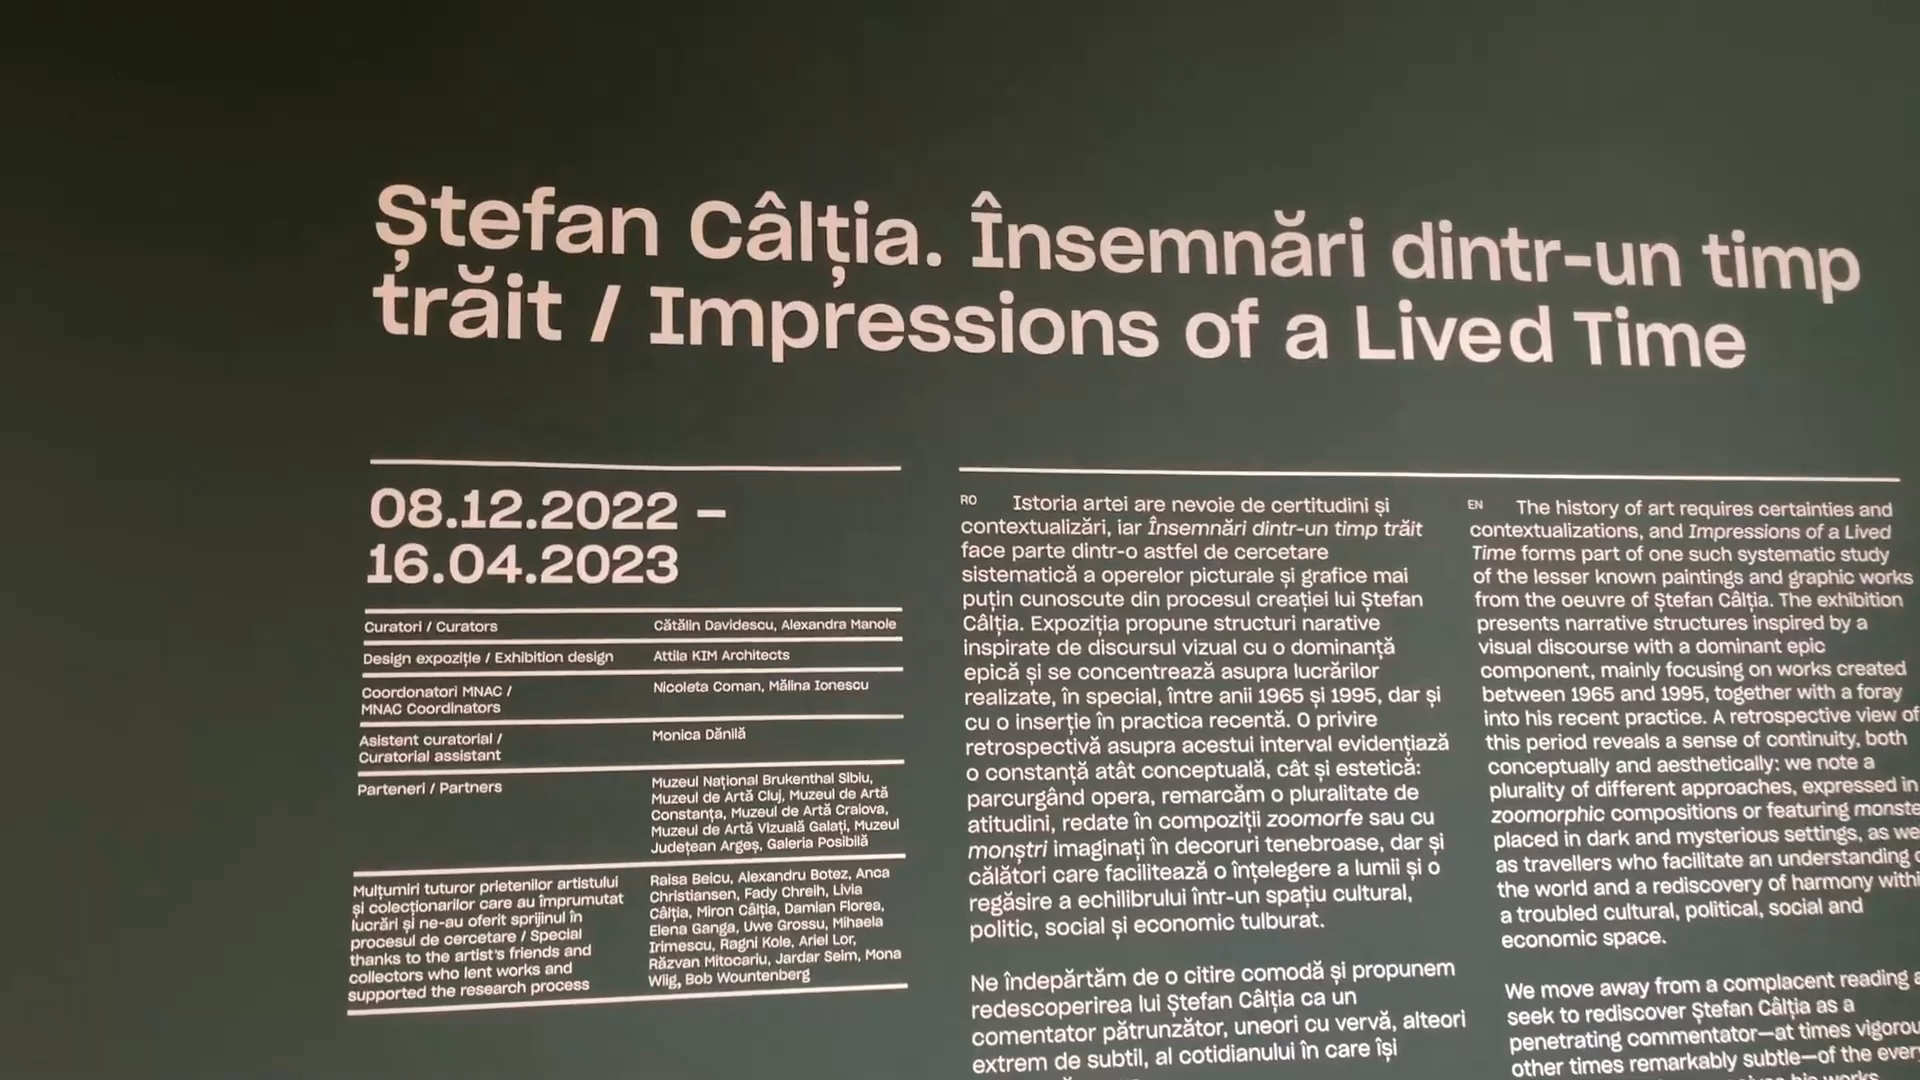 Ștefan Câlția. Însemnări dintr-un timp
trăit / Impressions of a Lived Time
08.12.2022 –
16.04.2023
Curatori / Curators
Cătălin Davidescu, Alexandra Manole
Design expoziție / Exhibition design
Attila KIM Architects
Coordonatori MNAC /
MNAC Coordinators
Nicoleta Coman, Mălina Ionescu
Asistent curatorial /
Curatorial assistant
Monica Dănilă
Parteneri / Partners
Muzeul Național Brukenthal Sibiu,
Muzeul de Artă Cluj, Muzeul de Artă
Constanța, Muzeul de Artă Craiova,
Muzeul de Artă Vizuală Galați, Muzeul
Județean Argeș, Galeria Posibilă
Mulțumiri tuturor prietenilor artistului
și colecționarilor care au împrumutat
lucrări și ne-au oferit sprijinul în
procesul de cercetare / Special
thanks to the artist's friends and
collectors who lent works and
supported the research process
Raisa Beicu, Alexandru Botez, Anca
Christiansen, Fady Chreih, Livia
Câlția, Miron Câlția, Damian Florea,
Elena Ganga, Uwe Grossu, Mihaela
Irimescu, Ragni Kole, Ariel Lor,
Răzvan Mitocariu, Jardar Seim, Mona
Wiig, Bob Wountenberg
RO Istoria artei are nevoie de certitudini și
contextualizări, iar Însemnări dintr-un timp trăit
face parte dintr-o astfel de cercetare
sistematică a operelor picturale și grafice mai
puțin cunoscute din procesul creației lui Ștefan
Câlția. Expoziția propune structuri narative
inspirate de discursul vizual cu o dominanță
epică și se concentrează asupra lucrărilor
realizate, în special, între anii 1965 și 1995, dar și
cu o inserție în practica recentă. O privire
retrospectivă asupra acestui interval evidențiază
o constanță atât conceptuală, cât și estetică:
parcurgând opera, remarcăm o pluralitate de
atitudini, redate în compoziții zoomorfe sau cu
monștri imaginați în decoruri tenebroase, dar și
călători care facilitează o înțelegere a lumii și o
regăsire a echilibrului într-un spațiu cultural,
politic, social și economic tulburat.
Ne îndepărtăm de o citire comodă și propunem
redescoperirea lui Ștefan Câlția ca un
comentator pătrunzător, uneori cu vervă, alteori
extrem de subtil, al cotidianului în care își
EN The history of art requires certainties and
contextualizations, and Impressions of a Lived
Time forms part of one such systematic study
of the lesser known paintings and graphic works
from the oeuvre of Ștefan Câlția. The exhibition
presents narrative structures inspired by a
visual discourse with a dominant epic
component, mainly focusing on works created
between 1965 and 1995, together with a foray
into his recent practice. A retrospective view of
this period reveals a sense of continuity, both
conceptually and aesthetically: we note a
plurality of different approaches, expressed in
zoomorphic compositions or featuring monste
placed in dark and mysterious settings, as we
as travellers who facilitate an understanding
the world and a rediscovery of harmony withi
a troubled cultural, political, social and
economic space.
We move away from a complacent reading a
seek to rediscover Ștefan Câlția as a
penetrating commentator—at times vigorou
other times remarkably subtle—of the every
his works